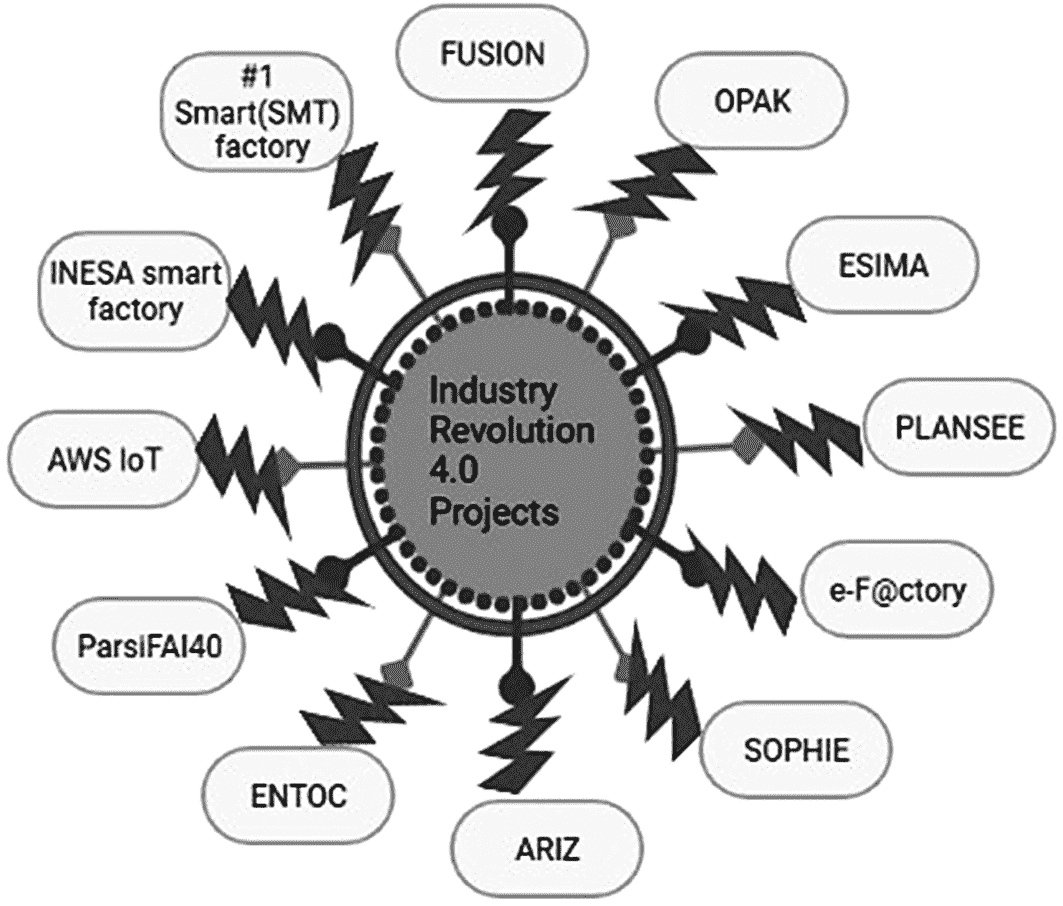 FUSION
OPAK
ESIMA
PLANSEE
e-F@ctory
SOPHIE
ARIZ
ENTOC
ParsIFAI40
AWS IoT
INESA smart
factory
#1
Smart(SMT)
factory
Industry
Revolution
4.0
Projects